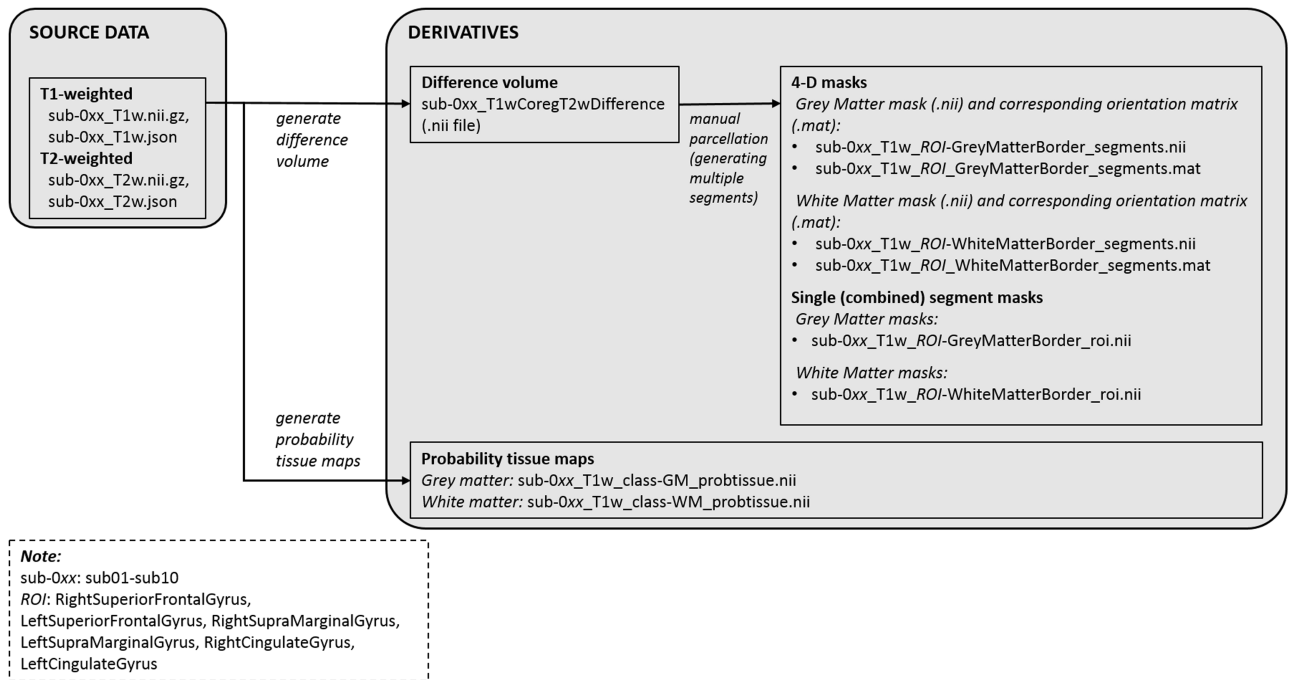 SOURCE DATA
T1-weighted
sub-0xx_T1w.nii.gz,
sub-0xx_T1w.json
T2-weighted
sub-0xx_T2w.nii.gz,
sub-0xx_T2w.json
generate
difference
volume
generate
probability
tissue maps
DERIVATIVES
Difference volume
sub-0xx_T1wCoregT2wDifference
(.nii file)
manual
parcellation
(generating
multiple
segments)
4-D masks
Grey Matter mask (.nii) and corresponding orientation matrix
(.mat):
• sub-0xx_T1w_ROI-GreyMatterBorder_segments.nii
• sub-0xx_T1w_ROI_GreyMatterBorder_segments.mat
White Matter mask (.nii) and corresponding orientation matrix
(.mat):
• sub-0xx_T1w_ROI-WhiteMatterBorder_segments.nii
• sub-0xx_T1w_ROI_WhiteMatterBorder_segments.mat
Single (combined) segment masks
Grey Matter masks:
• sub-0xx_T1w_ROI-GreyMatterBorder_roi.nii
White Matter masks:
• sub-0xx_T1w_ROI-WhiteMatterBorder_roi.nii
Probability tissue maps
Grey matter: sub-0xx_T1w_class-GM_probtissue.nii
White matter: sub-0xx_T1w_class-WM_probtissue.nii
Note:
sub-0xx: sub01-sub10
ROI: RightSuperiorFrontalGyrus,
LeftSuperiorFrontalGyrus, RightSupraMarginalGyrus,
LeftSupraMarginalGyrus, RightCingulateGyrus,
LeftCingulateGyrus